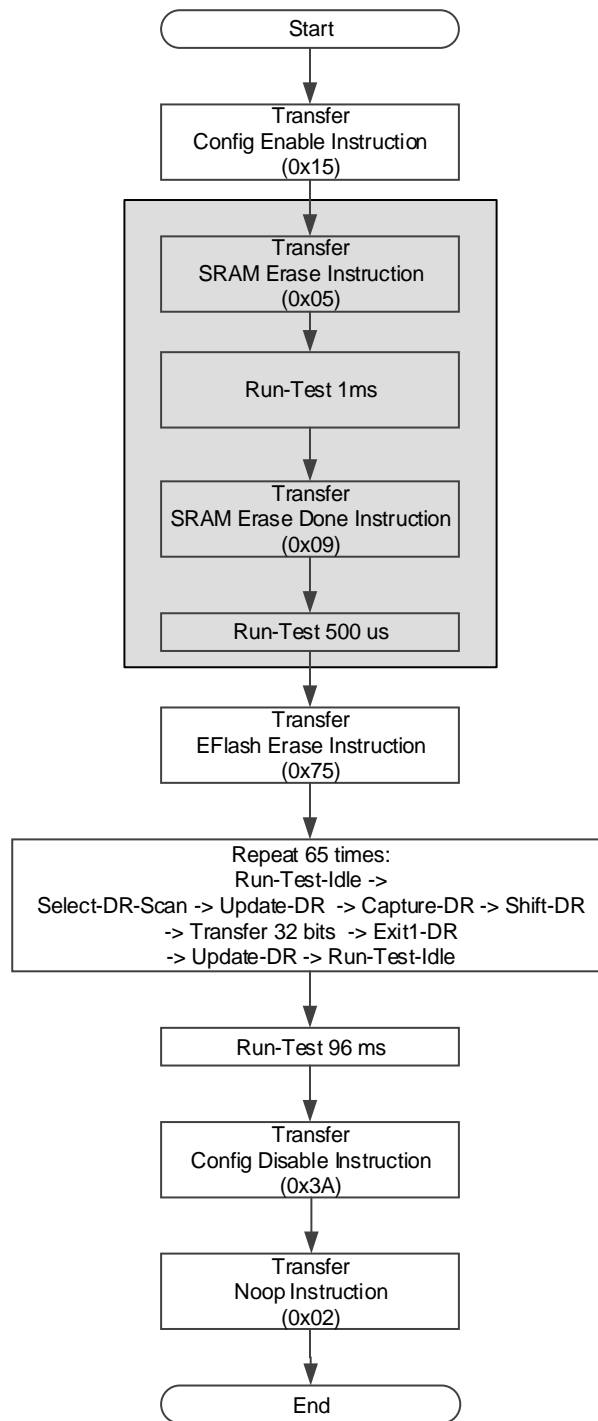 Start
Transfer
Config Enable Instruction
(0x15)
Transfer
SRAM Erase Instruction
(0x05)
Run-Test 1ms
Transfer
SRAM Erase Done Instruction
(0x09)
Run-Test 500 us
Transfer
EFlash Erase Instruction
(0x75)
Repeat 65 times:
Run-Test-Idle ->
Select-DR-Scan -> Update-DR -> Capture-DR -> Shift-DR
-> Transfer 32 bits -> Exit1-DR
-> Update-DR -> Run-Test-Idle
Run-Test 96 ms
Transfer
Config Disable Instruction
(0x3A)
Transfer
Noop Instruction
(0x02)
End